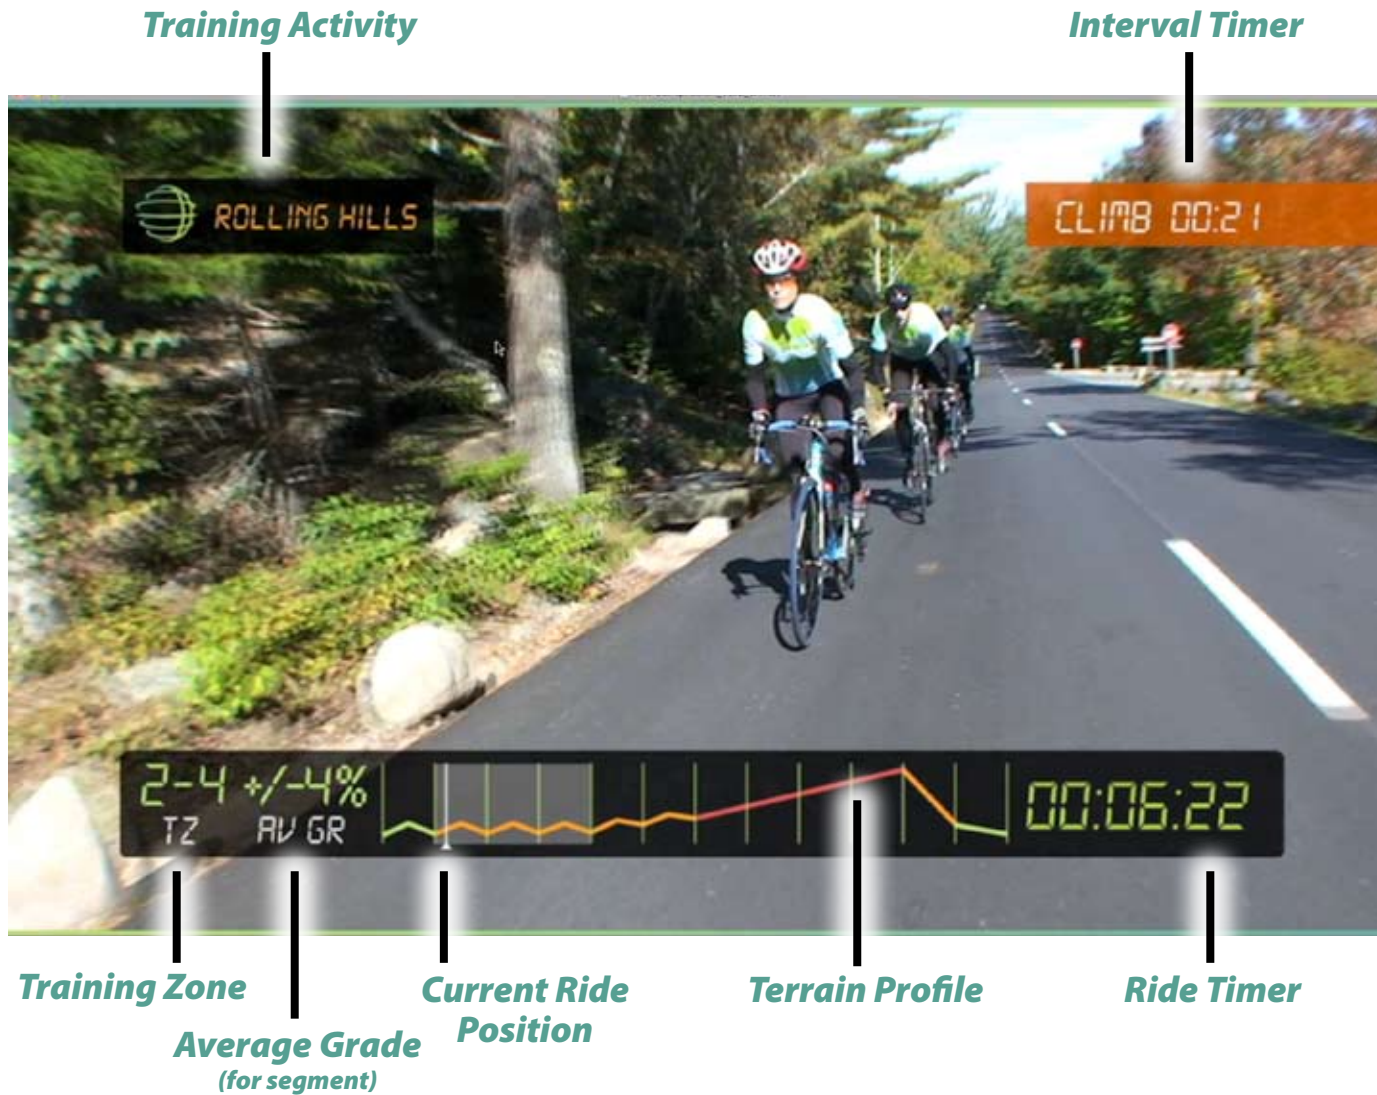 Training Activity
Interval Timer
ROLLING HILLS
CLIMB 00:21
2-4 +/-4%
TZ AV GR
00:06:22
Training Zone
Current Ride
Position
Terrain Profile
Ride Timer
Average Grade
(for segment)